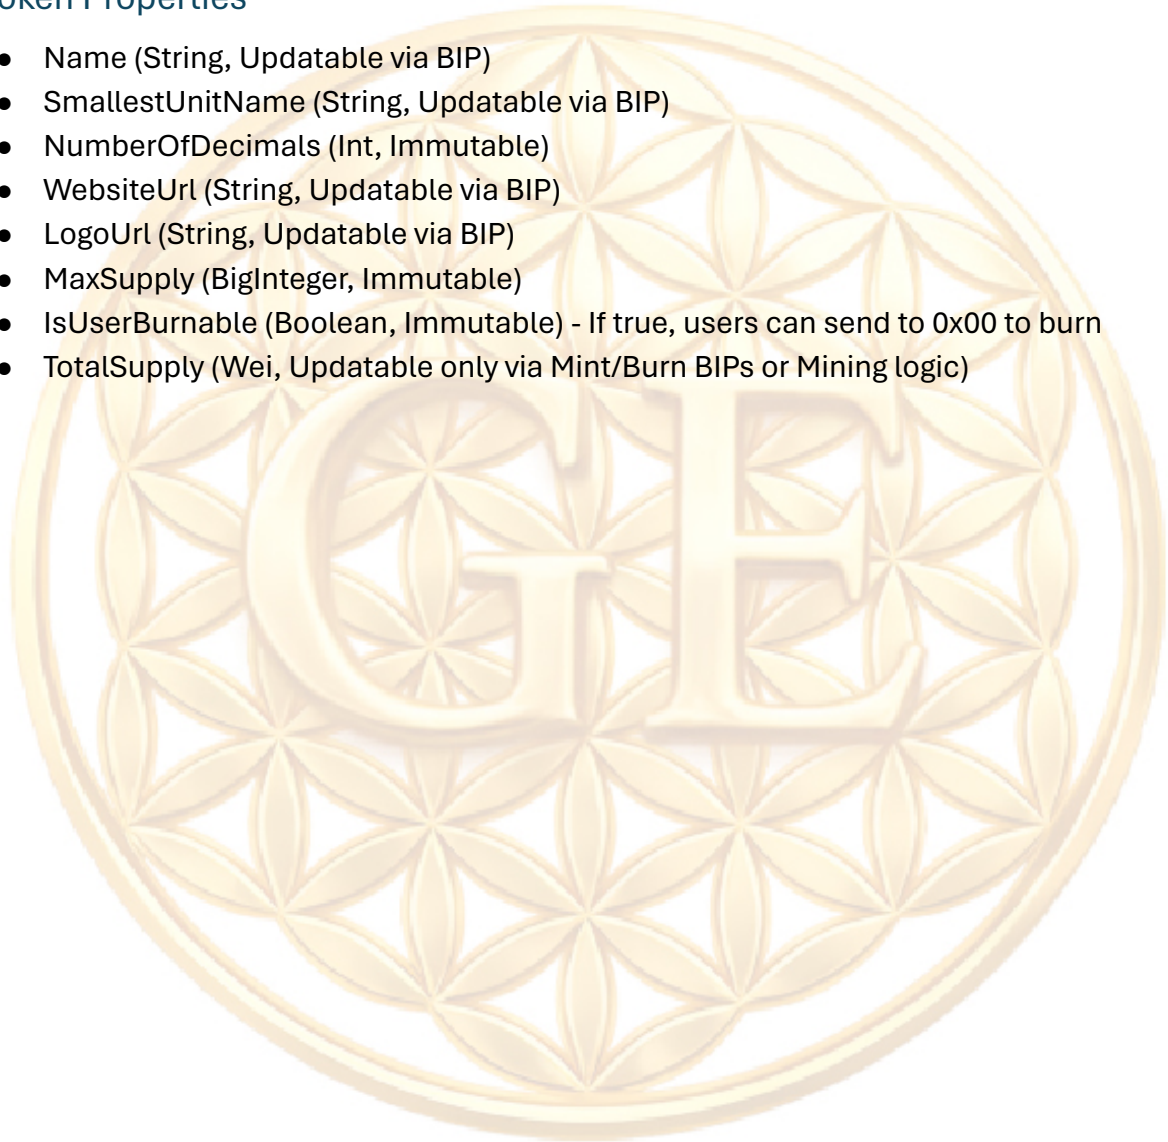 oken Properties
● Name (String, Updatable via BIP)
● SmallestUnitName (String, Updatable via BIP)
● NumberOfDecimals (Int, Immutable)
● WebsiteUrl (String, Updatable via BIP)
● LogoUrl (String, Updatable via BIP)
● MaxSupply (BigInteger, Immutable)
● IsUserBurnable (Boolean, Immutable) - If true, users can send to 0x00 to burn
● TotalSupply (Wei, Updatable only via Mint/Burn BIPs or Mining logic)
GE